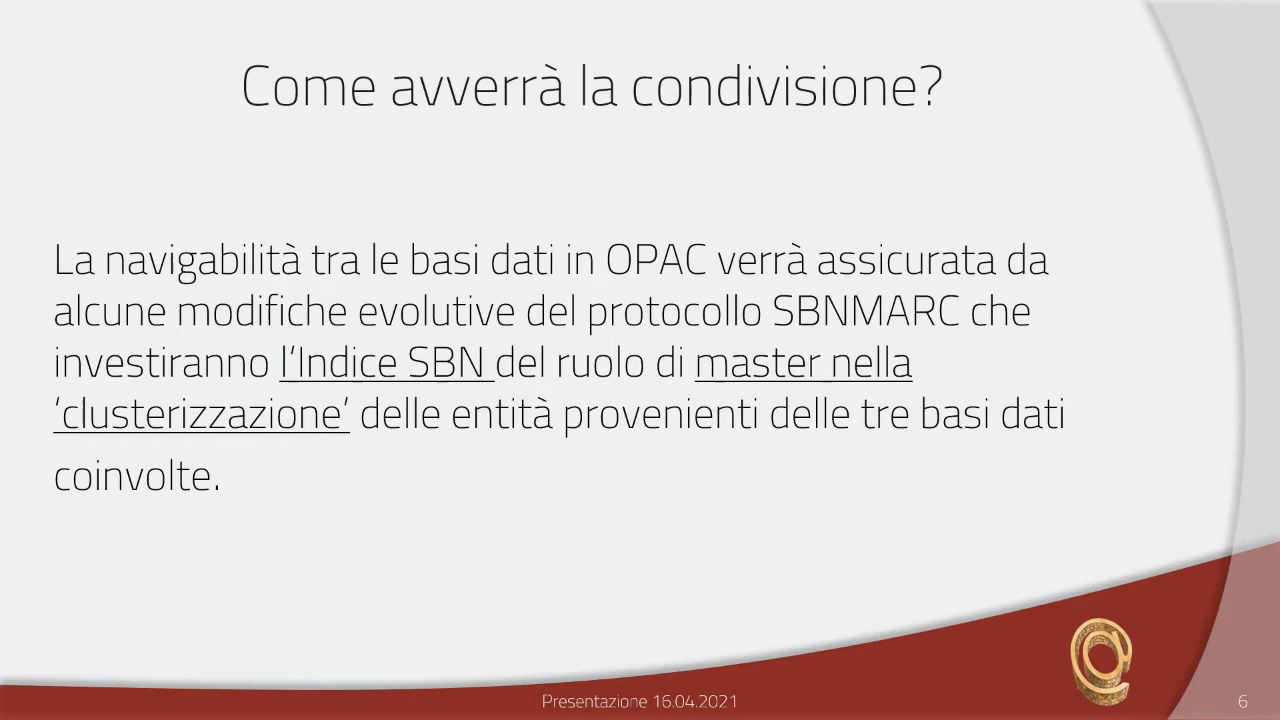 Come avverrà la condivisione?
La navigabilità tra le basi dati in OPAC verrà assicurata da
alcune modifiche evolutive del protocollo SBNMARC che
investiranno l’Indice SBN del ruolo di master nella
‘clusterizzazione’ delle entità provenienti delle tre basi dati
coinvolte.
Presentazione 16.04.2021
6